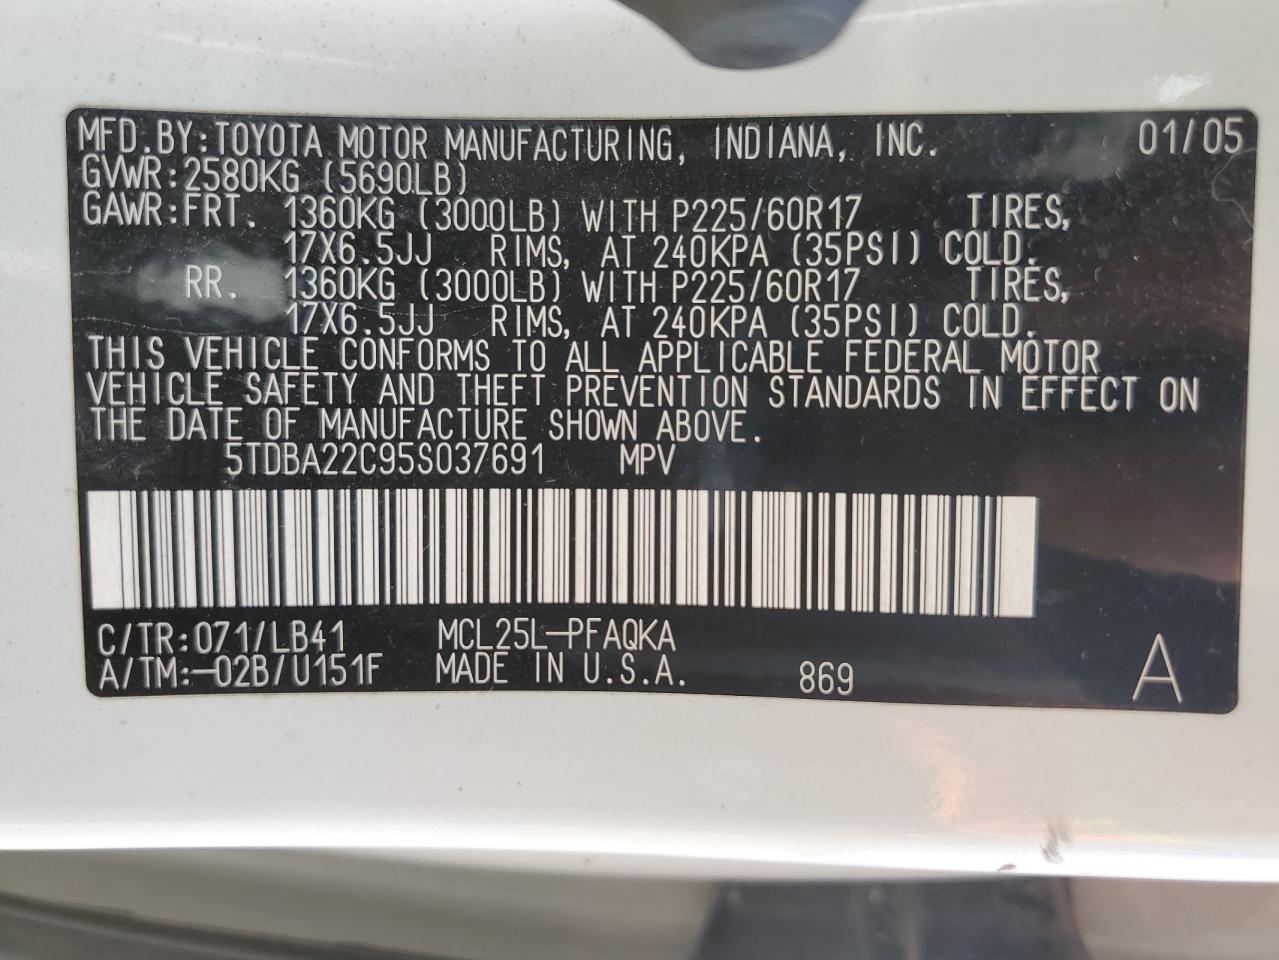 MFD.BY:TOYOTA MOTOR MANUFACTURING, INDIANA, INC. 01/05
GVWR:2580KG (5690LB)
GAWR:FRT. 1360KG (3000LB) WITH P225/60R17 TIRES,
17X6.5JJ RIMS, AT 240KPA (35PSI) COLD.
RR. 1360KG (3000LB) WITH P225/60R17 TIRES,
17X6.5JJ RIMS, AT 240KPA (35PSI) COLD.
THIS VEHICLE CONFORMS TO ALL APPLICABLE FEDERAL MOTOR
VEHICLE SAFETY AND THEFT PREVENTION STANDARDS IN EFFECT ON
THE DATE OF MANUFACTURE SHOWN ABOVE.
5TDBA22C95S037691 MPV
C/TR:071/LB41 MCL25L-PFAQKA
A/TM:-02B/U151F MADE IN U.S.A. 869 A